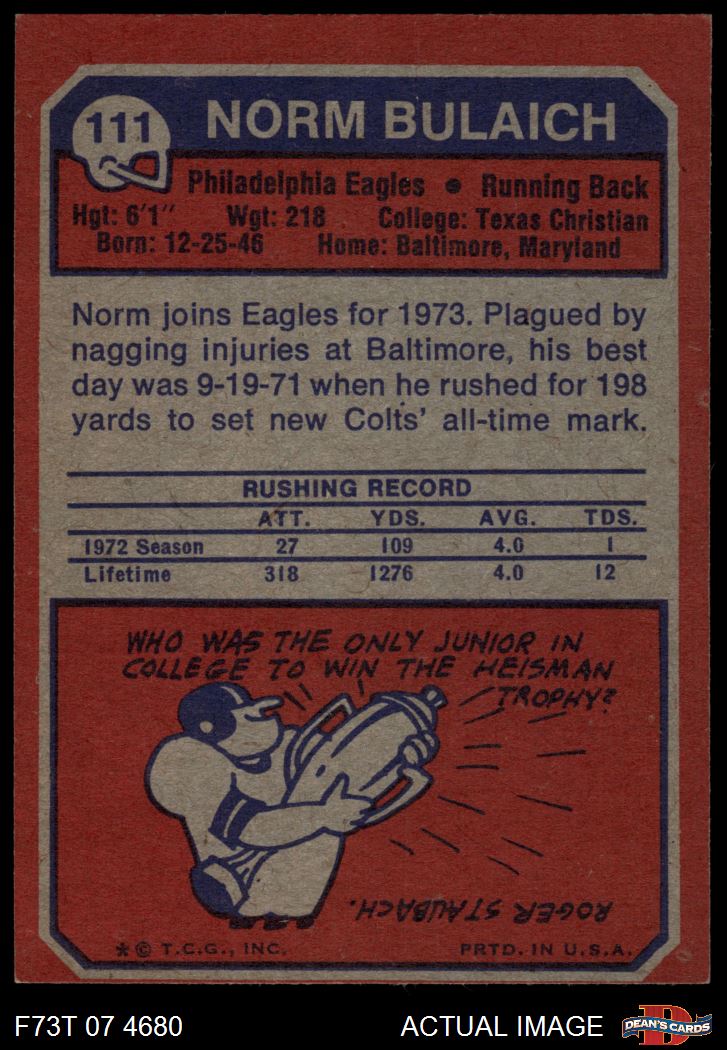 111
NORM BULAICH
Philadelphia Eagles • Running Back
Hgt: 6'1" Wgt: 218 College: Texas Christian
Born: 12-25-46 Home: Baltimore, Maryland
Norm joins Eagles for 1973. Plagued by
nagging injuries at Baltimore, his best
day was 9-19-71 when he rushed for 198
yards to set new Colts' all-time mark.
RUSHING RECORD
ATT. YDS. AVG. TDS.
1972 Season 27 109 4.0 1
Lifetime 318 1276 4.0 12
WHO WAS THE ONLY JUNIOR IN
COLLEGE TO WIN THE HEISMAN
TROPHY?
ROGER STAUBACH.
* © T.C.G., INC. PRTD. IN U.S.A.
F73T 07 4680 ACTUAL IMAGE
D
DEAN'S CARDS